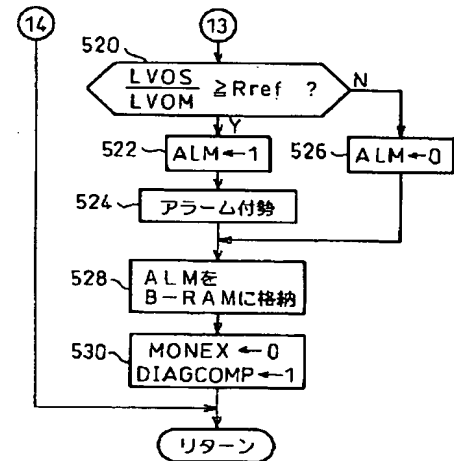 14
13
520
LVOS
LVOM
≧Rref ?
N
Y
522
ALM←1
526
ALM←0
524
アラーム付勢
528
ALMを
B-RAMに格納
530
MONEX←0
DIAGCOMP←1
リターン